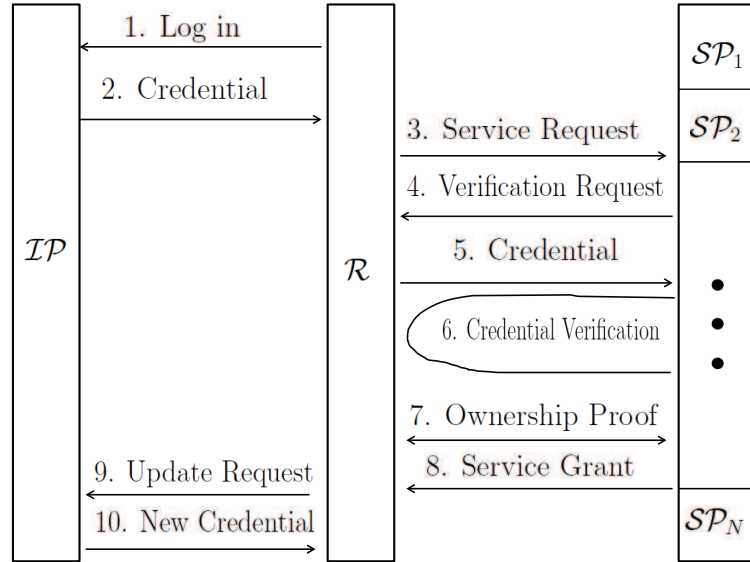 1. Log in
2. Credential
3. Service Request
4. Verification Request
5. Credential
6. Credential Verification
7. Ownership Proof
8. Service Grant
9. Update Request
10. New Credential
IP
R
SP₁
SP₂
SP_N